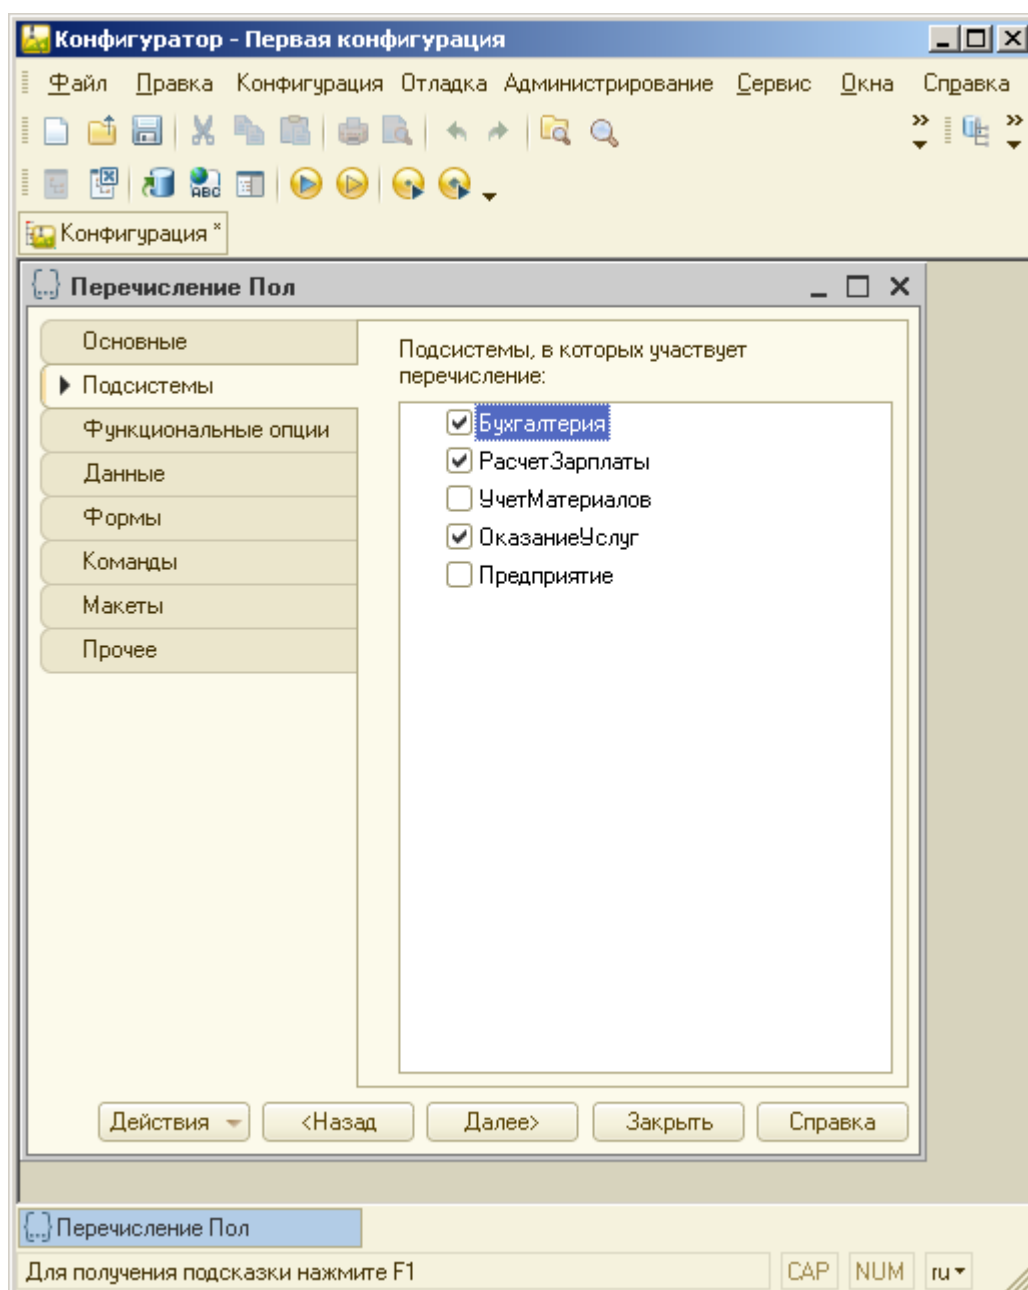 Конфигуратор - Первая конфигурация
Файл Правка Конфигурация Отладка Администрирование Сервис Окна Справка
ABC
Конфигурация *
{...} Перечисление Пол
Основные
Подсистемы
Функциональные опции
Данные
Формы
Команды
Макеты
Прочее
Подсистемы, в которых участвует
перечисление:
Бухгалтерия
РасчетЗарплаты
УчетМатериалов
ОказаниеУслуг
Предприятие
Действия <Назад Далее> Закрыть Справка
{...} Перечисление Пол
Для получения подсказки нажмите F1 CAP NUM ru